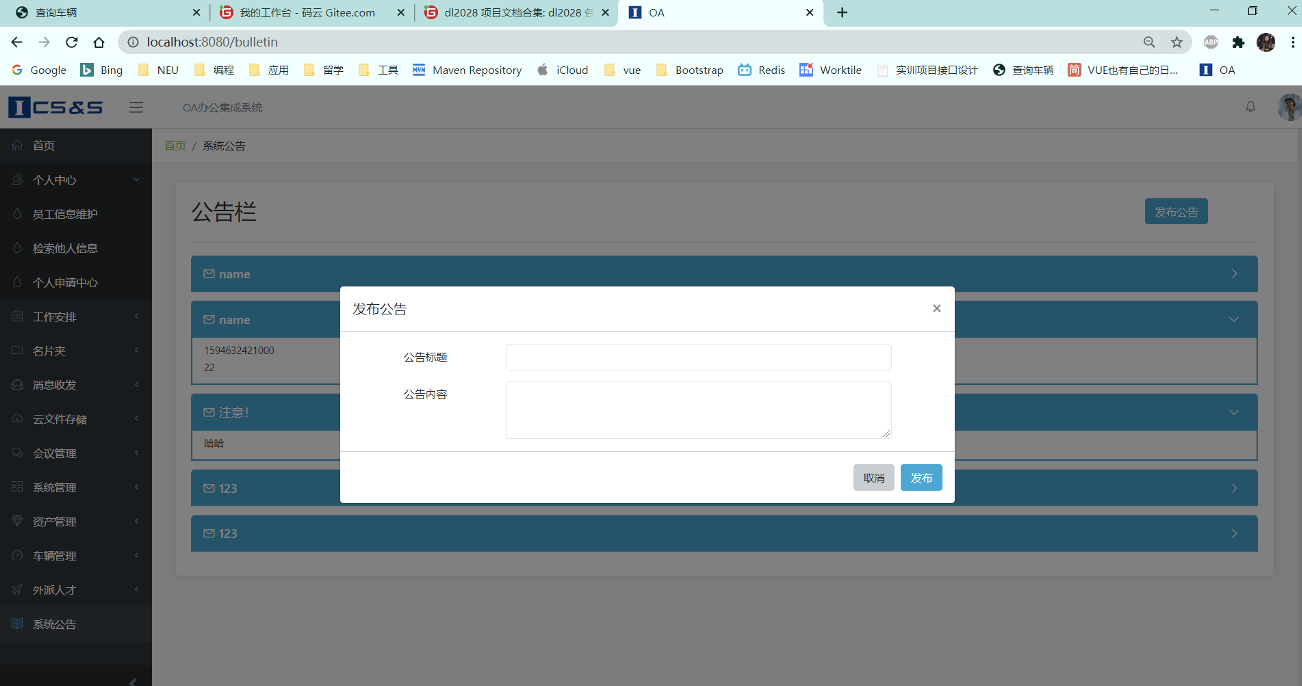 查询车辆
我的工作台 - 码云 Gitee.com
dl2028 项目文档合集: dl2028 各
OA
localhost:8080/bulletin
ABP
Google
Bing
NEU
编程
应用
留学
工具
MVN Maven Repository
iCloud
vue
Bootstrap
Redis
Worktile
实训项目接口设计
查询车辆
简 VUE也有自己的日...
OA
ICS&S
OA办公集成系统
首页
个人中心
员工信息维护
检索他人信息
个人申请中心
工作安排
名片夹
消息收发
云文件存储
会议管理
系统管理
资产管理
车辆管理
外派人才
系统公告
首页 / 系统公告
公告栏
发布公告
name
name
1594632421000
22
注意!
哈哈
123
123
发布公告
公告标题
公告内容
取消
发布